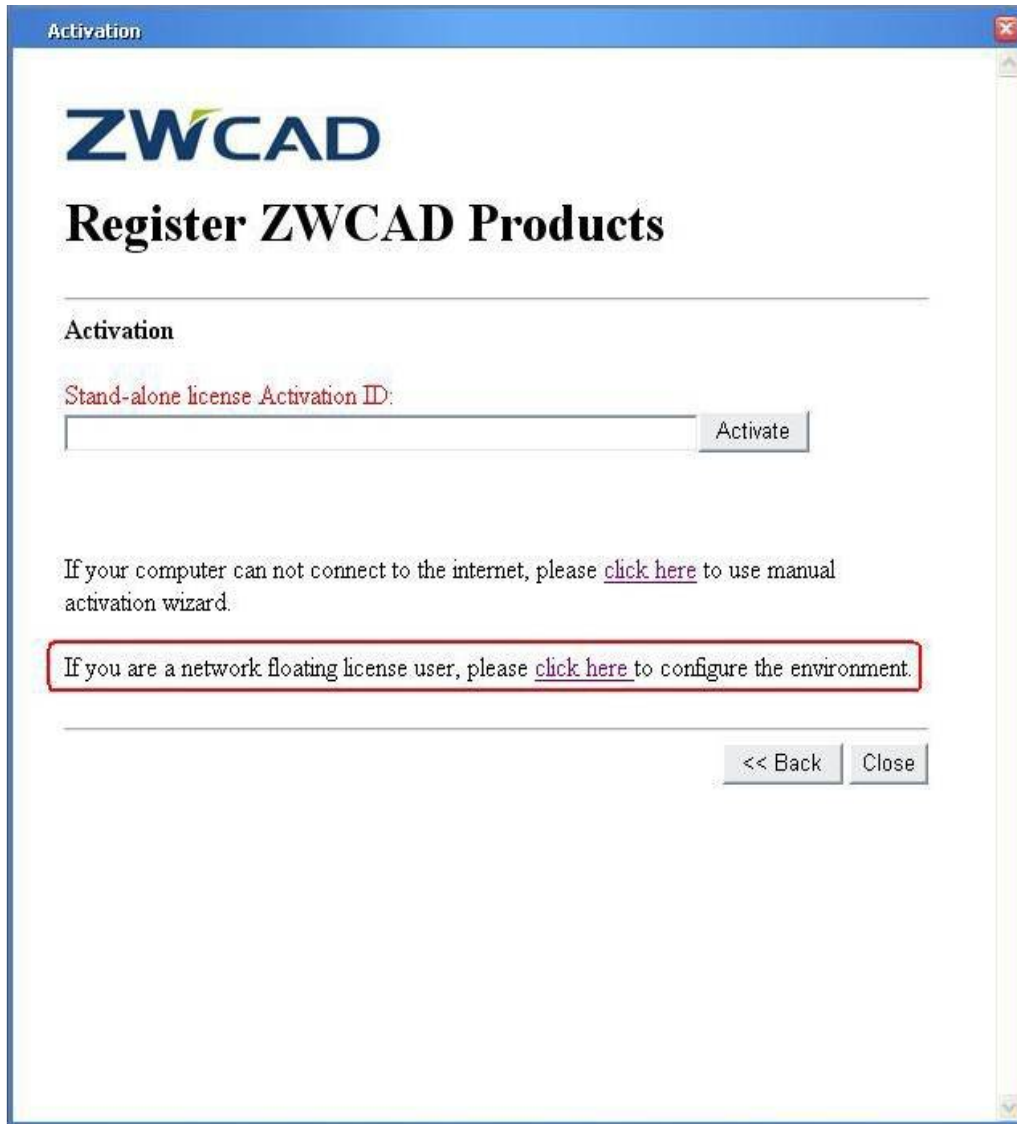 Activation
ZWCAD
Register ZWCAD Products
Activation
Stand-alone license Activation ID:
Activate
If your computer can not connect to the internet, please click here to use manual
activation wizard.
If you are a network floating license user, please click here to configure the environment.
<< Back Close